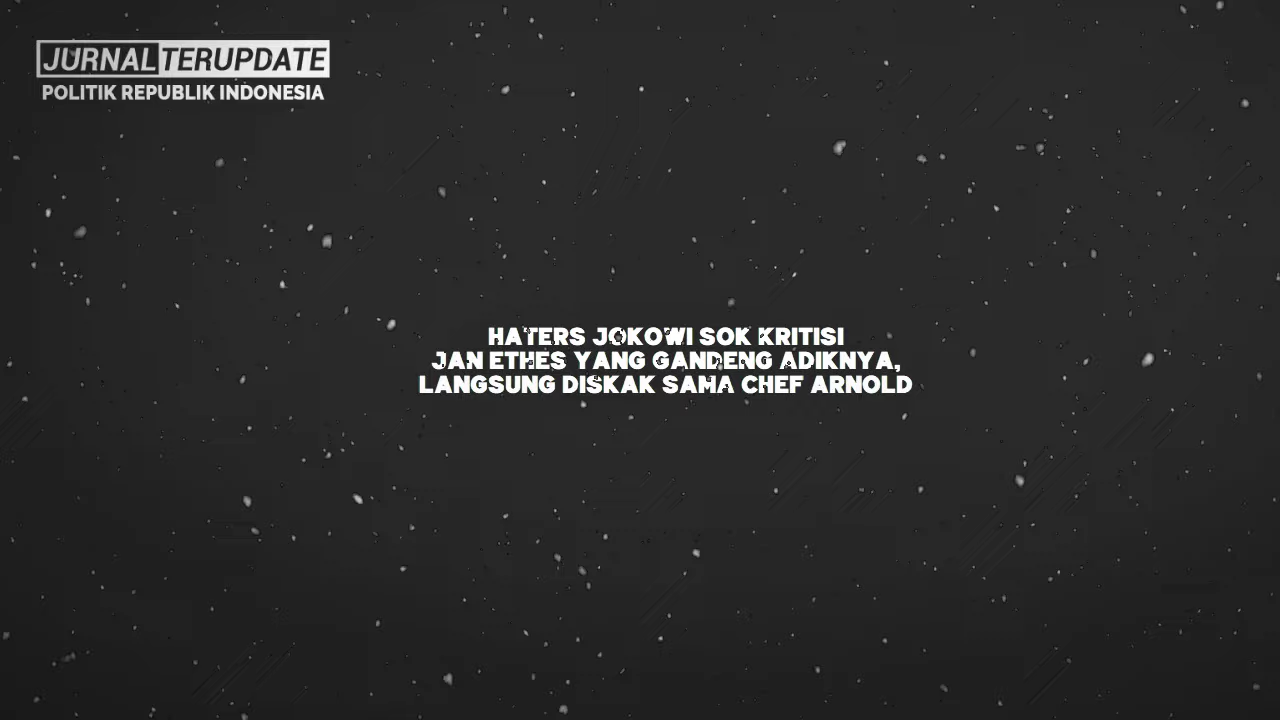 JURNALTERUPDATE
POLITIK REPUBLIK INDONESIA
HATERS JOKOWI SOK KRITISI
JAN ETHES YANG GANDENG ADIKNYA,
LANGSUNG DISKAK SAMA CHEF ARNOLD